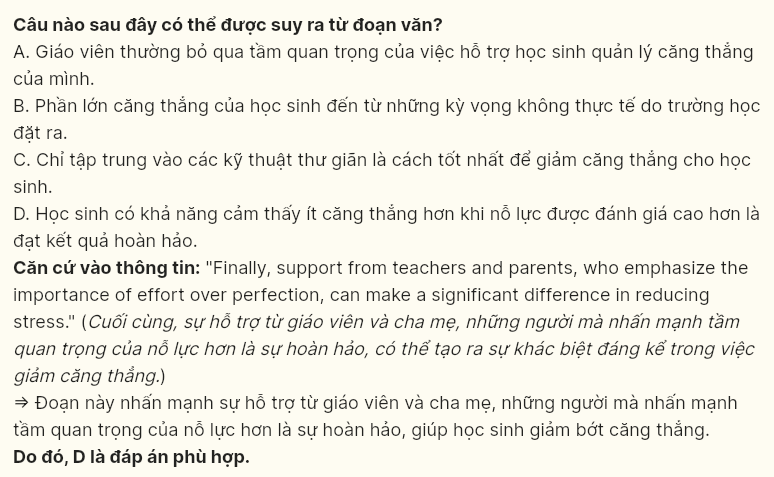 Câu nào sau đây có thể được suy ra từ đoạn văn?
A. Giáo viên thường bỏ qua tầm quan trọng của việc hỗ trợ học sinh quản lý căng thẳng
của mình.
B. Phần lớn căng thẳng của học sinh đến từ những kỳ vọng không thực tế do trường học
đặt ra.
C. Chỉ tập trung vào các kỹ thuật thư giãn là cách tốt nhất để giảm căng thẳng cho học
sinh.
D. Học sinh có khả năng cảm thấy ít căng thẳng hơn khi nỗ lực được đánh giá cao hơn là
đạt kết quả hoàn hảo.
Căn cứ vào thông tin: "Finally, support from teachers and parents, who emphasize the
importance of effort over perfection, can make a significant difference in reducing
stress." (Cuối cùng, sự hỗ trợ từ giáo viên và cha mẹ, những người mà nhấn mạnh tầm
quan trọng của nỗ lực hơn là sự hoàn hảo, có thể tạo ra sự khác biệt đáng kể trong việc
giảm căng thẳng.)
⇒ Đoạn này nhấn mạnh sự hỗ trợ từ giáo viên và cha mẹ, những người mà nhấn mạnh
tầm quan trọng của nỗ lực hơn là sự hoàn hảo, giúp học sinh giảm bớt căng thẳng.
Do đó, D là đáp án phù hợp.